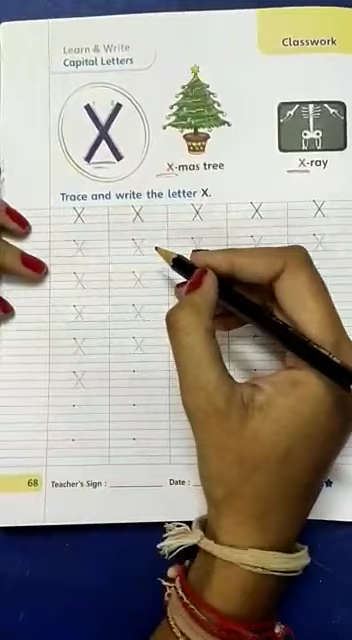 Learn & Write
Capital Letters
Classwork
X
X-mas tree
X-ray
Trace and write the letter X.
X X X X X
X X X X X
X X
X X
X X
X
68 Teacher's Sign : Date :